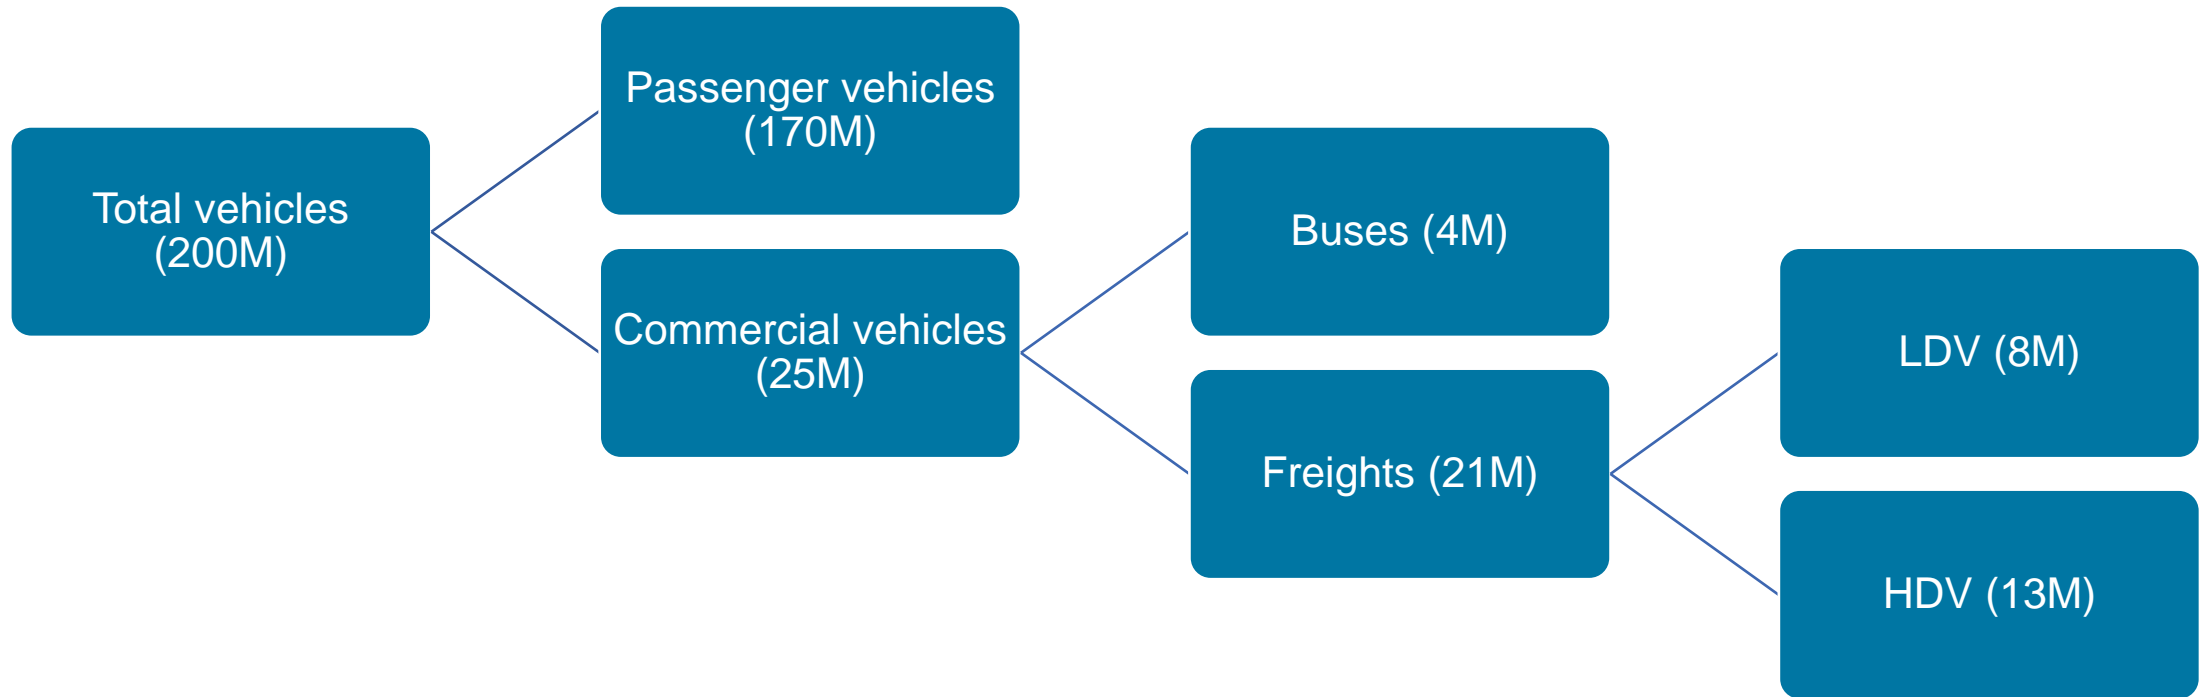 Total vehicles
(200M)
Passenger vehicles
(170M)
Commercial vehicles
(25M)
Buses (4M)
Freights (21M)
LDV (8M)
HDV (13M)